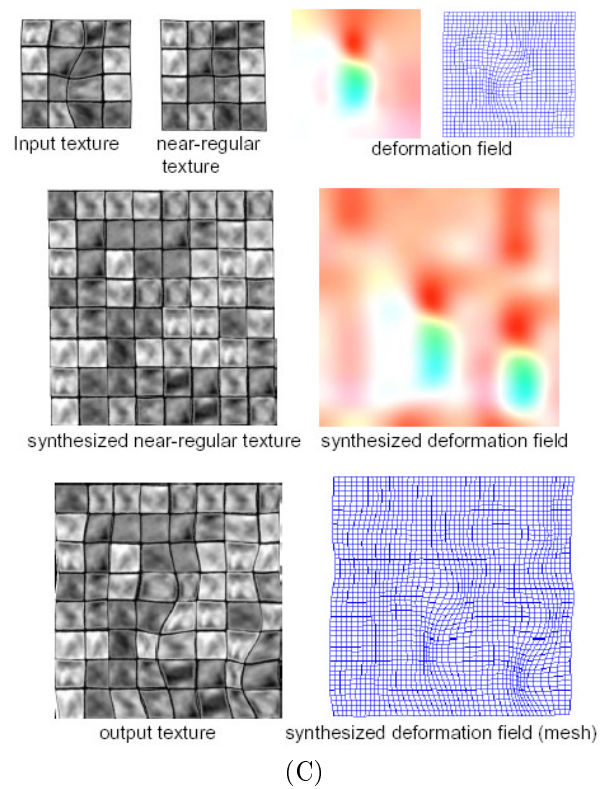 Input texture
near-regular
texture
deformation field
synthesized near-regular texture
synthesized deformation field
output texture
synthesized deformation field (mesh)
(C)